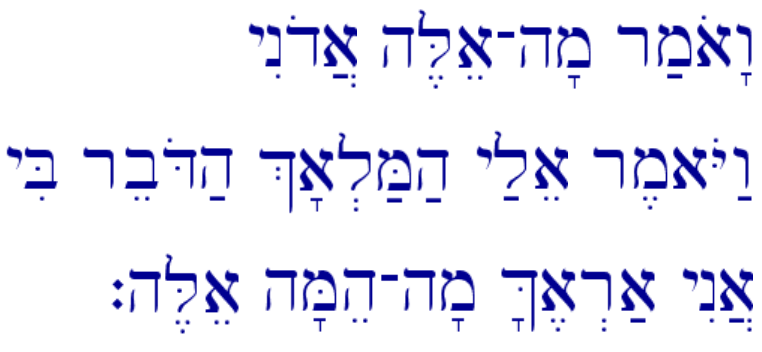 וָאֹמַר מָה־אֵלֶּה אֲדֹנִי
וַיֹּאמֶר אֵלַי הַמַּלְאָךְ הַדֹּבֵר בִּי
אֲנִי אַרְאֶךָּ מָה־הֵמָּה אֵלֶּה׃